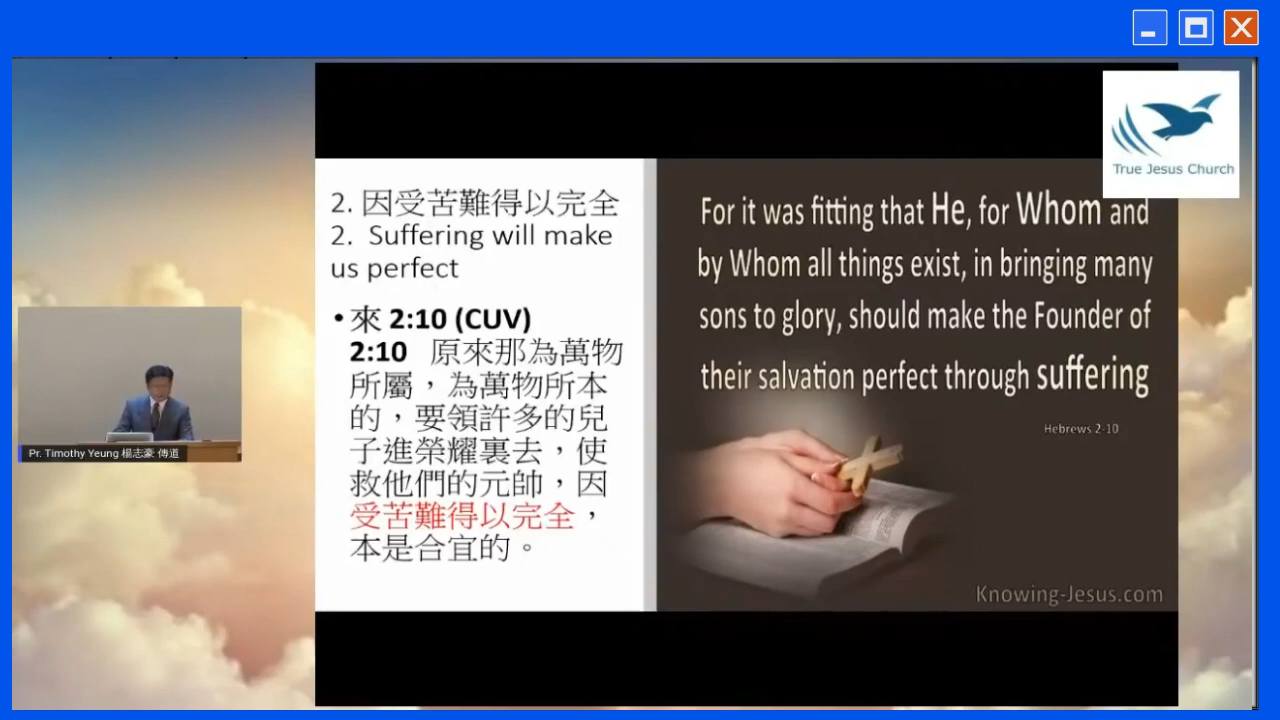 True Jesus Church
2. 因受苦難得以完全
2. Suffering will make
us perfect
• 來 2:10 (CUV)
2:10 原來那為萬物
所屬，為萬物所本
的，要領許多的兒
子進榮耀裏去，使
救他們的元帥，因
受苦難得以完全，
本是合宜的。
For it was fitting that He, for Whom and
by Whom all things exist, in bringing many
sons to glory, should make the Founder of
their salvation perfect through suffering
Hebrews 2-10
Knowing-Jesus.com
Pr. Timothy Yeung 楊志豪 傳道